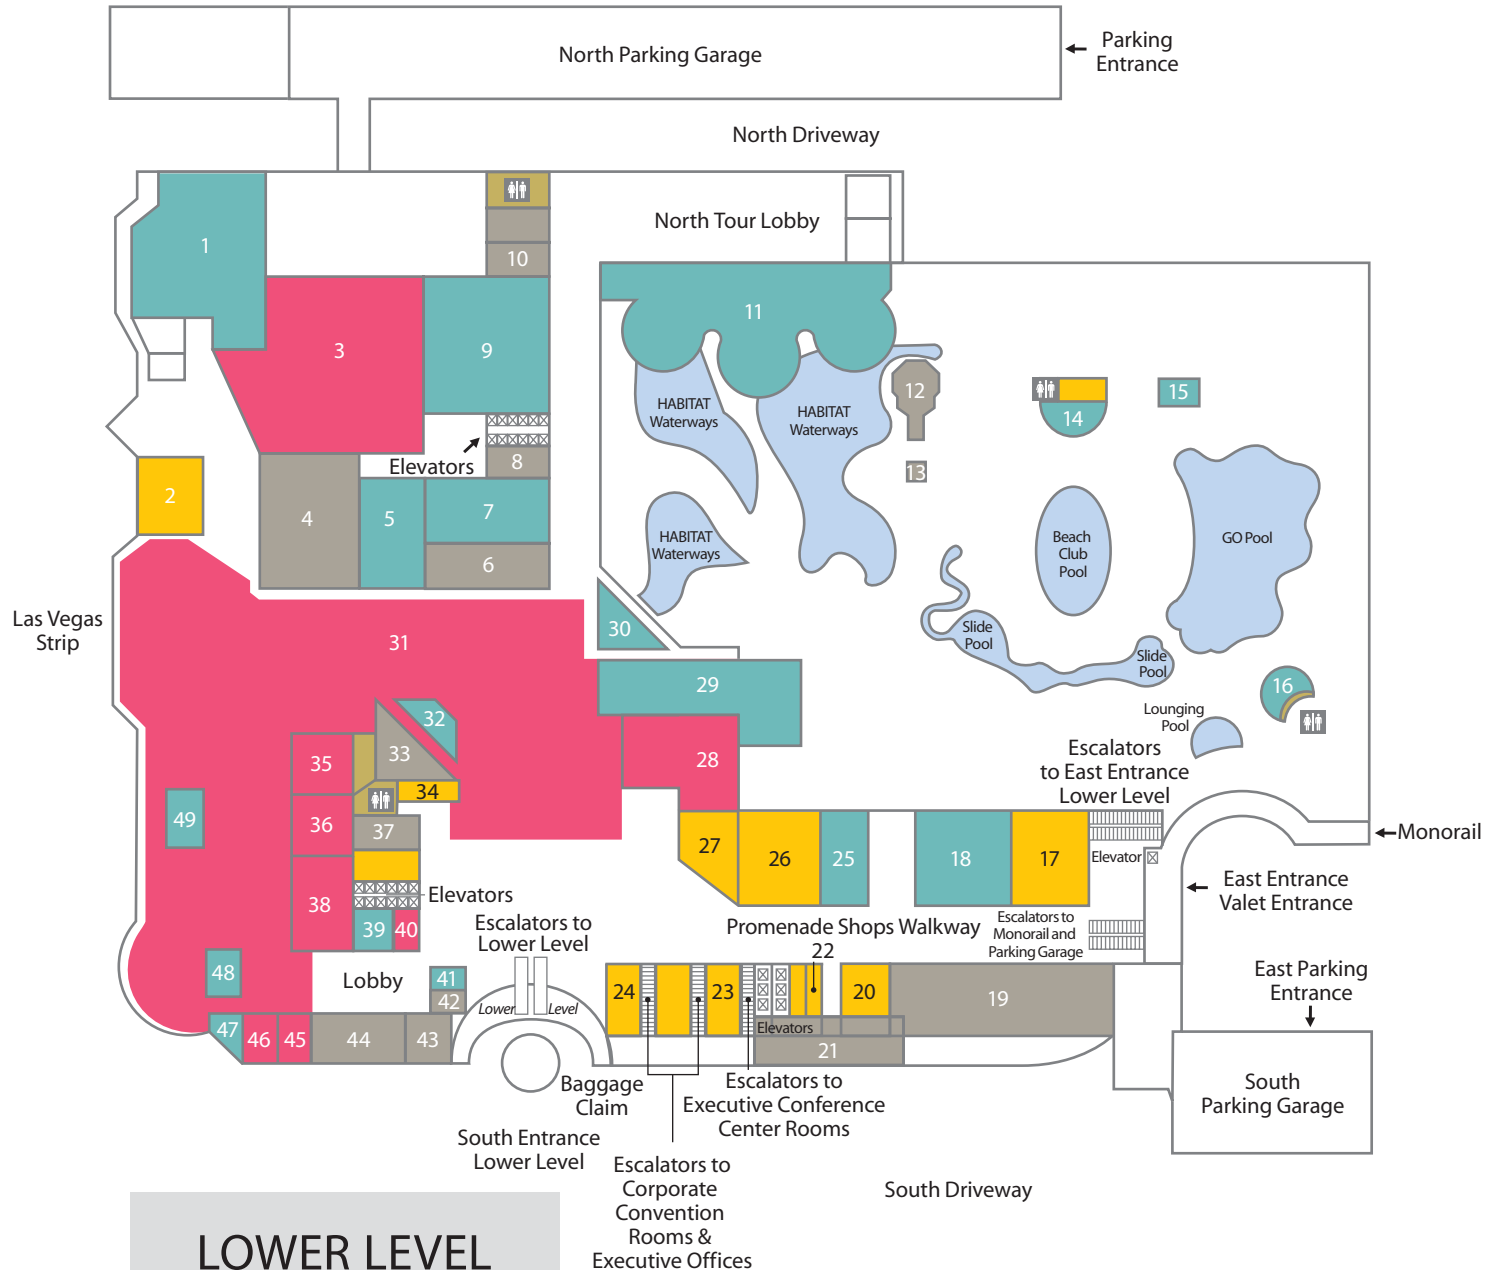 North Parking Garage
Parking
Entrance
North Driveway
North Tour Lobby
1
10
3
9
11
HABITAT
Waterways
HABITAT
Waterways
12
14
15
Elevators
8
13
2
4
5
7
6
HABITAT
Waterways
Beach
Club
Pool
GO Pool
Las Vegas
Strip
31
30
Slide
Pool
Slide
Pool
29
16
32
33
28
Lounging
Pool
Escalators
to East Entrance
Lower Level
35
34
49
36
37
27
26
25
18
17
Elevator
Monorail
38
Elevators
39
40
Escalators to
Lower Level
Promenade Shops Walkway
22
Escalators to
Monorail and
Parking Garage
East Entrance
Valet Entrance
48
Lobby
41
42
Lower
Level
24
23
20
19
East Parking
Entrance
47
46
45
44
43
Elevators
21
Baggage
Claim
Escalators to
Executive Conference
Center Rooms
South
Parking Garage
South Entrance
Lower Level
Escalators to
Corporate
Convention
Rooms &
Executive Offices
South Driveway
LOWER LEVEL